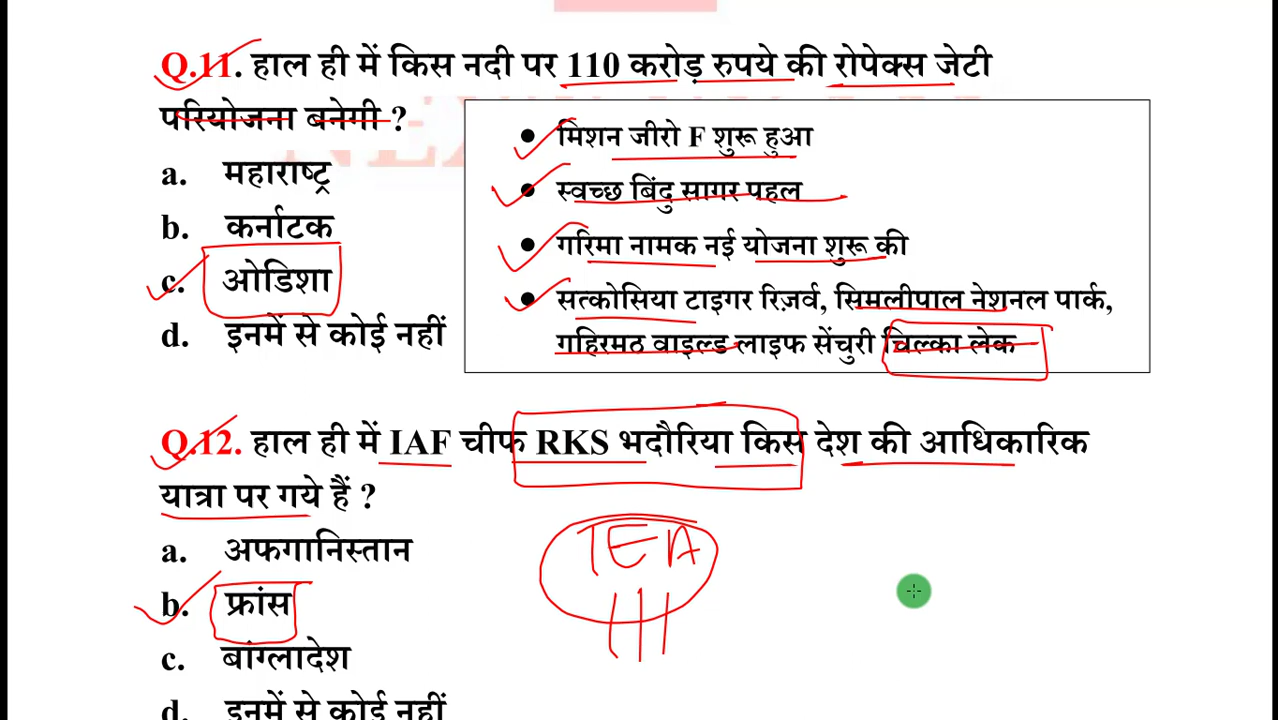 Q.11. हाल ही में किस नदी पर 110 करोड़ रुपये की रोपेक्स जेटी
परियोजना बनेगी ?
a. महाराष्ट्र
b. कर्नाटक
c. ओडिशा
d. इनमें से कोई नहीं
• मिशन जीरो F शुरू हुआ
• स्वच्छ बिंदु सागर पहल
• गरिमा नामक नई योजना शुरू की
• सत्कोसिया टाइगर रिज़र्व, सिमलीपाल नेशनल पार्क,
गहिरमठ वाइल्ड लाइफ सेंचुरी चिल्का लेक
Q.12. हाल ही में IAF चीफ RKS भदौरिया किस देश की आधिकारिक
यात्रा पर गये हैं ?
a. अफगानिस्तान
b. फ्रांस
c. बांग्लादेश
d. इनमें से कोई नहीं